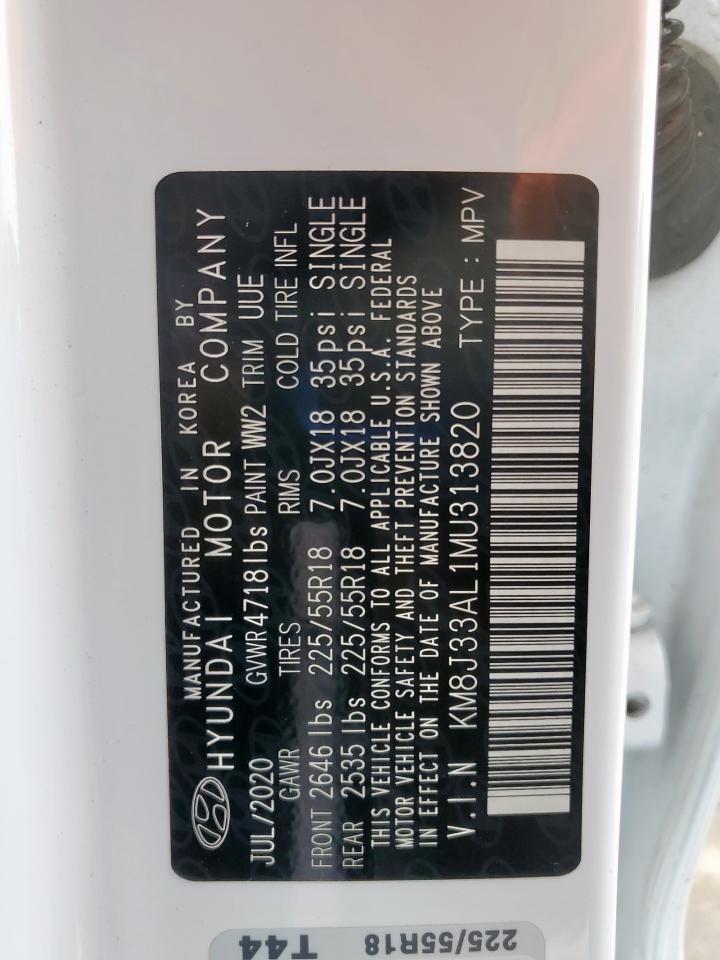 MANUFACTURED IN KOREA BY
HYUNDAI MOTOR COMPANY
JUL/2020 GVWR4718lbs PAINT WW2 TRIM UUE
GAWR TIRES RIMS COLD TIRE INFL
FRONT 2646lbs 225/55R18 7.0JX18 35psi SINGLE
REAR 2535lbs 225/55R18 7.0JX18 35psi SINGLE
THIS VEHICLE CONFORMS TO ALL APPLICABLE U.S.A. FEDERAL
MOTOR VEHICLE SAFETY AND THEFT PREVENTION STANDARDS
IN EFFECT ON THE DATE OF MANUFACTURE SHOWN ABOVE
V.I.N KM8J33AL1MU313820 TYPE : MPV
225/55R18
T44